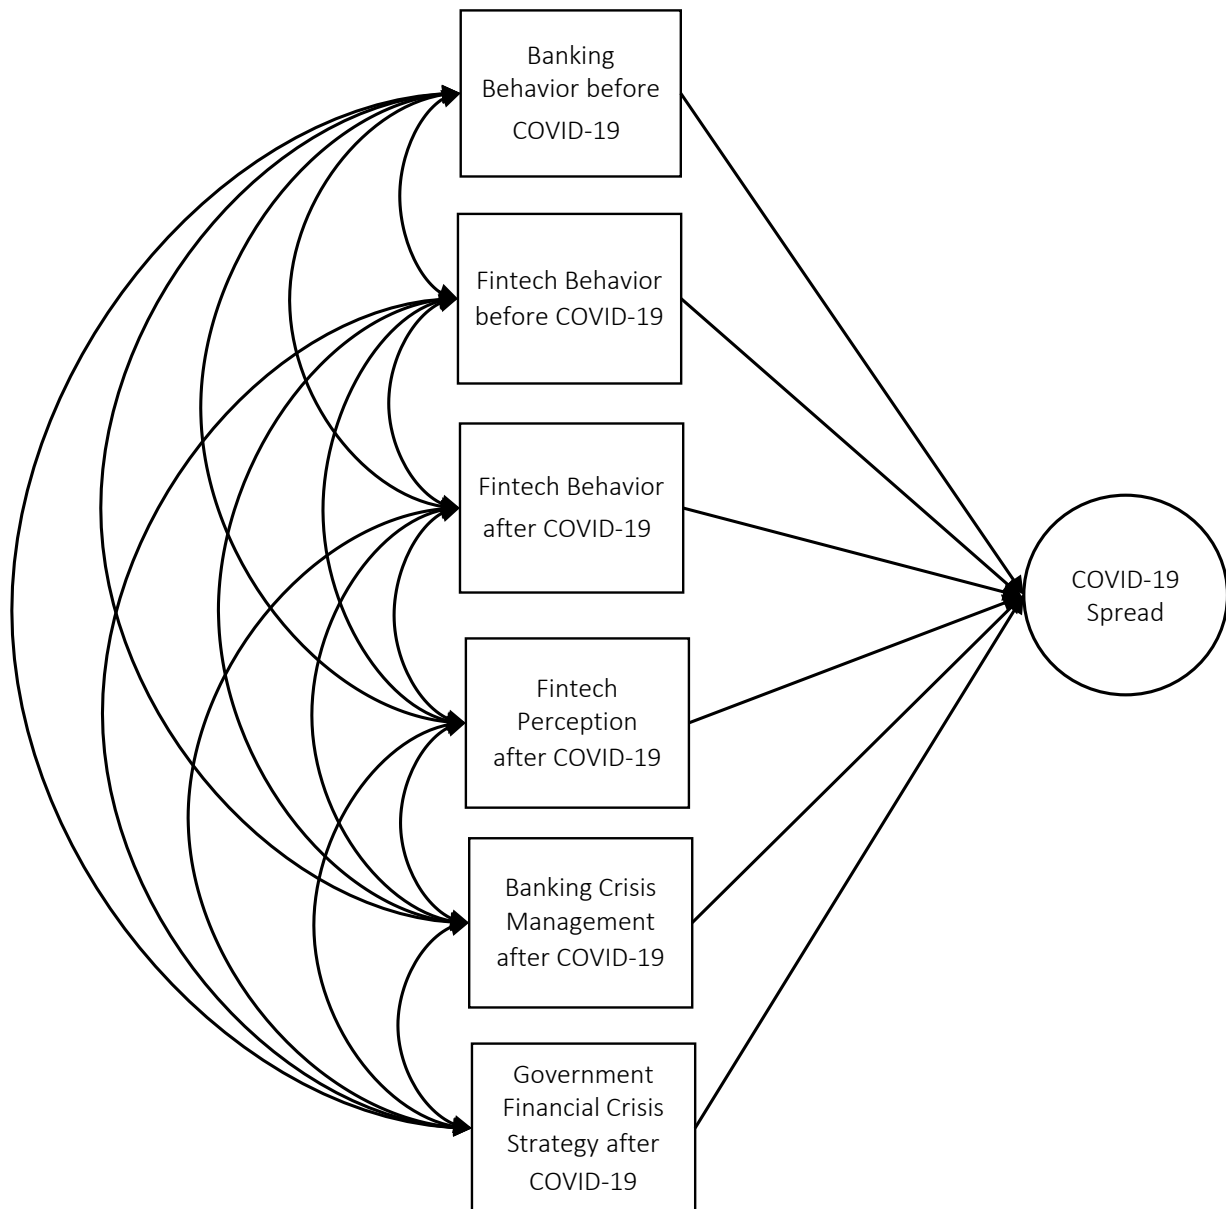 Banking
Behavior before
COVID-19
Fintech Behavior
before COVID-19
Fintech Behavior
after COVID-19
Fintech
Perception
after COVID-19
Banking Crisis
Management
after COVID-19
Government
Financial Crisis
Strategy after
COVID-19
COVID-19
Spread